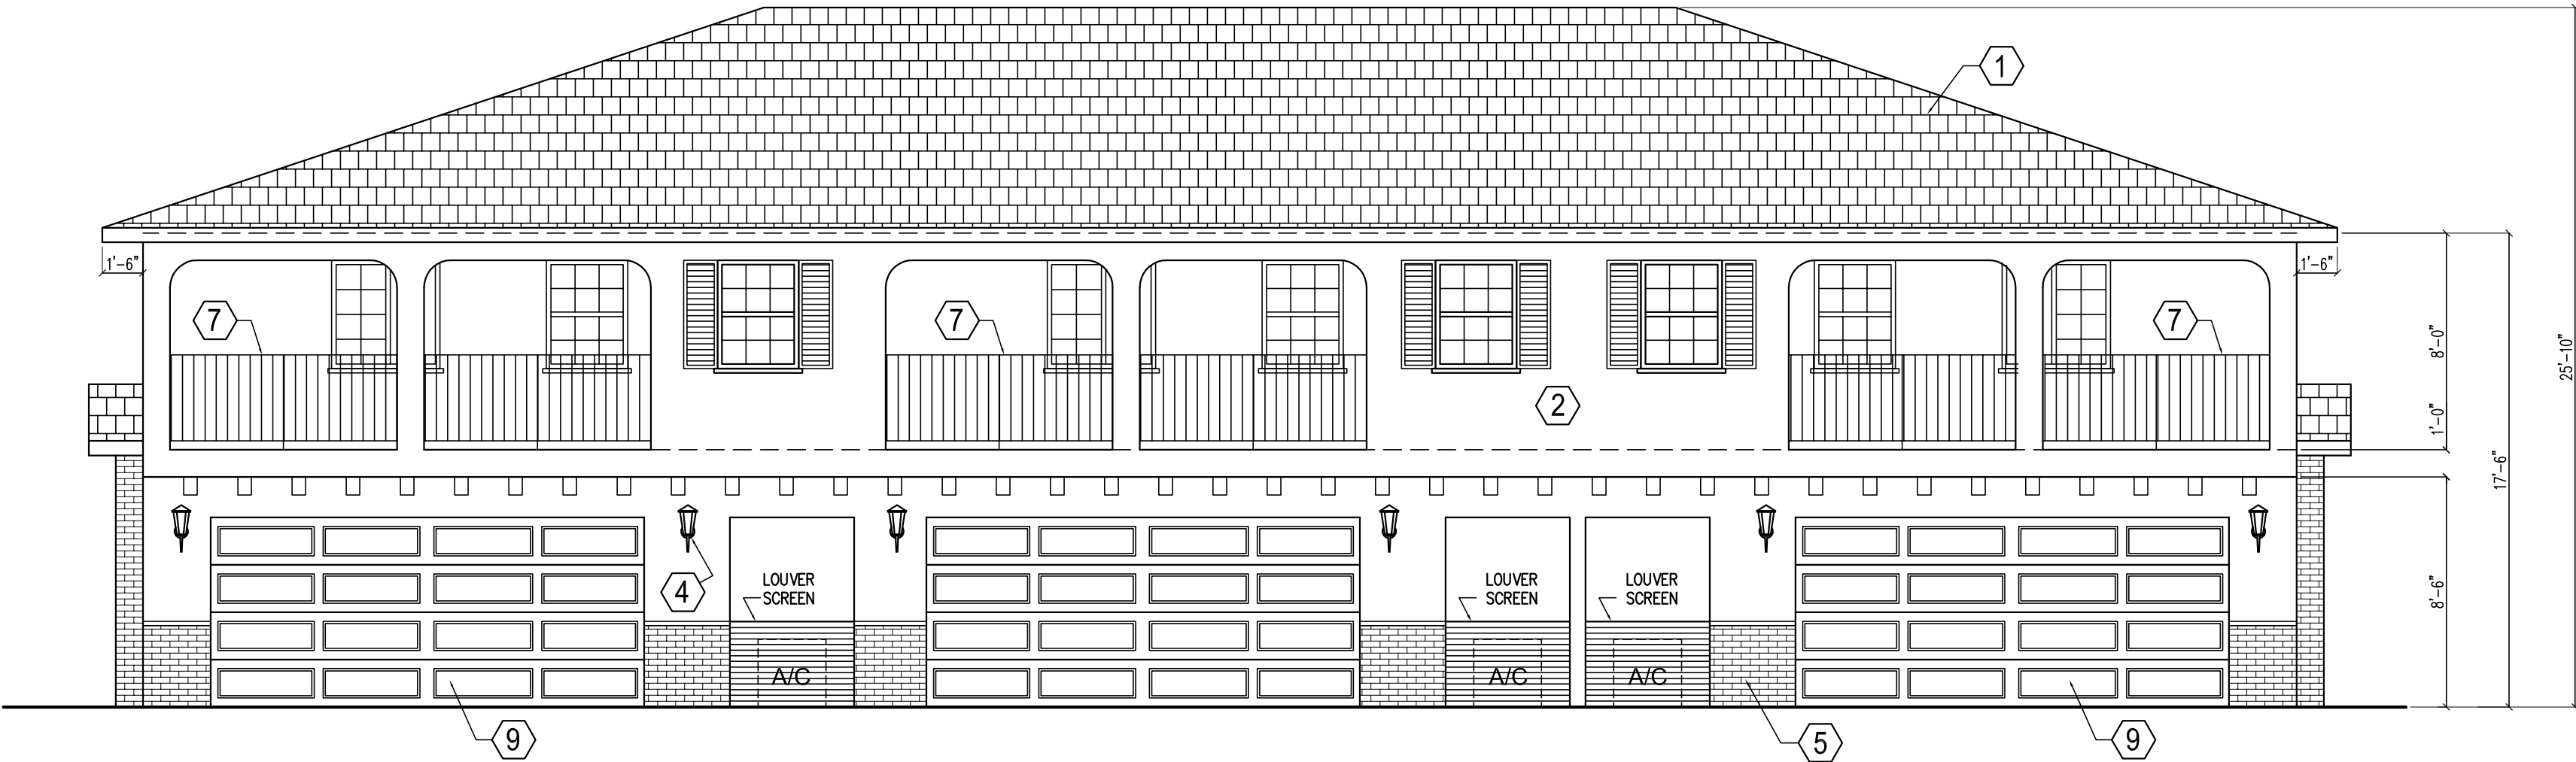 1
1'-6"
1'-6"
7
7
7
8'-0"
25'-10"
2
1'-0"
17'-6"
4
LOUVER
SCREEN
LOUVER
SCREEN
LOUVER
SCREEN
8'-6"
A/C
A/C
A/C
9
5
9